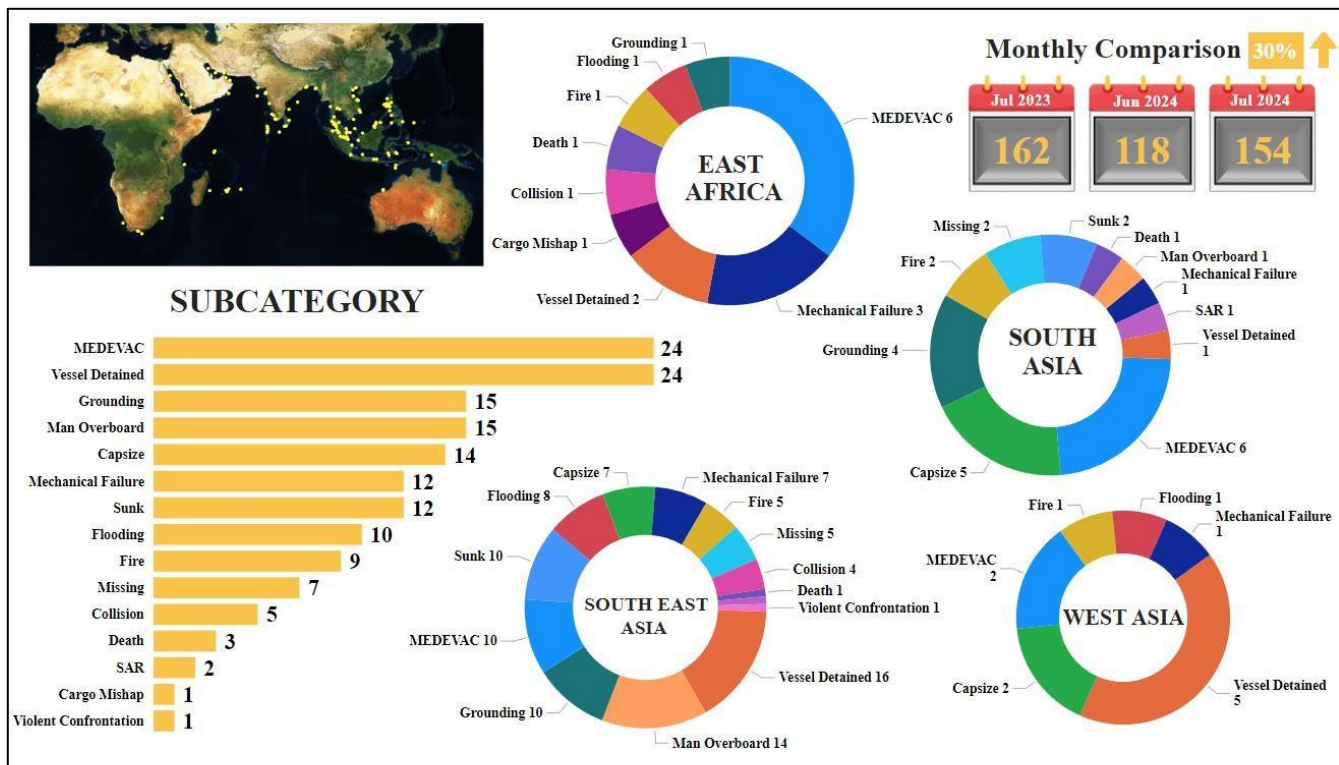 Monthly Comparison 30%
Jul 2023
Jun 2024
Jul 2024
162
118
154
SUBCATEGORY
MEDEVAC 24
Vessel Detained 24
Grounding 15
Man Overboard 15
Capsize 14
Mechanical Failure 12
Sunk 12
Flooding 10
Fire 9
Missing 7
Collision 5
Death 3
SAR 2
Cargo Mishap 1
Violent Confrontation 1
EAST
AFRICA
Grounding 1
Flooding 1
Fire 1
Death 1
Collision 1
Cargo Mishap 1
Vessel Detained 2
Mechanical Failure 3
MEDEVAC 6
SOUTH
ASIA
Sunk 2
Missing 2
Death 1
Man Overboard 1
Mechanical Failure
1
SAR 1
Vessel Detained
1
Fire 2
Grounding 4
Capsize 5
MEDEVAC 6
SOUTH EAST
ASIA
Capsize 7
Mechanical Failure 7
Flooding 8
Fire 5
Missing 5
Sunk 10
Collision 4
Death 1
Violent Confrontation 1
MEDEVAC 10
Vessel Detained 16
Grounding 10
Man Overboard 14
WEST ASIA
Fire 1
Flooding 1
Mechanical Failure
1
MEDEVAC
2
Capsize 2
Vessel Detained
5